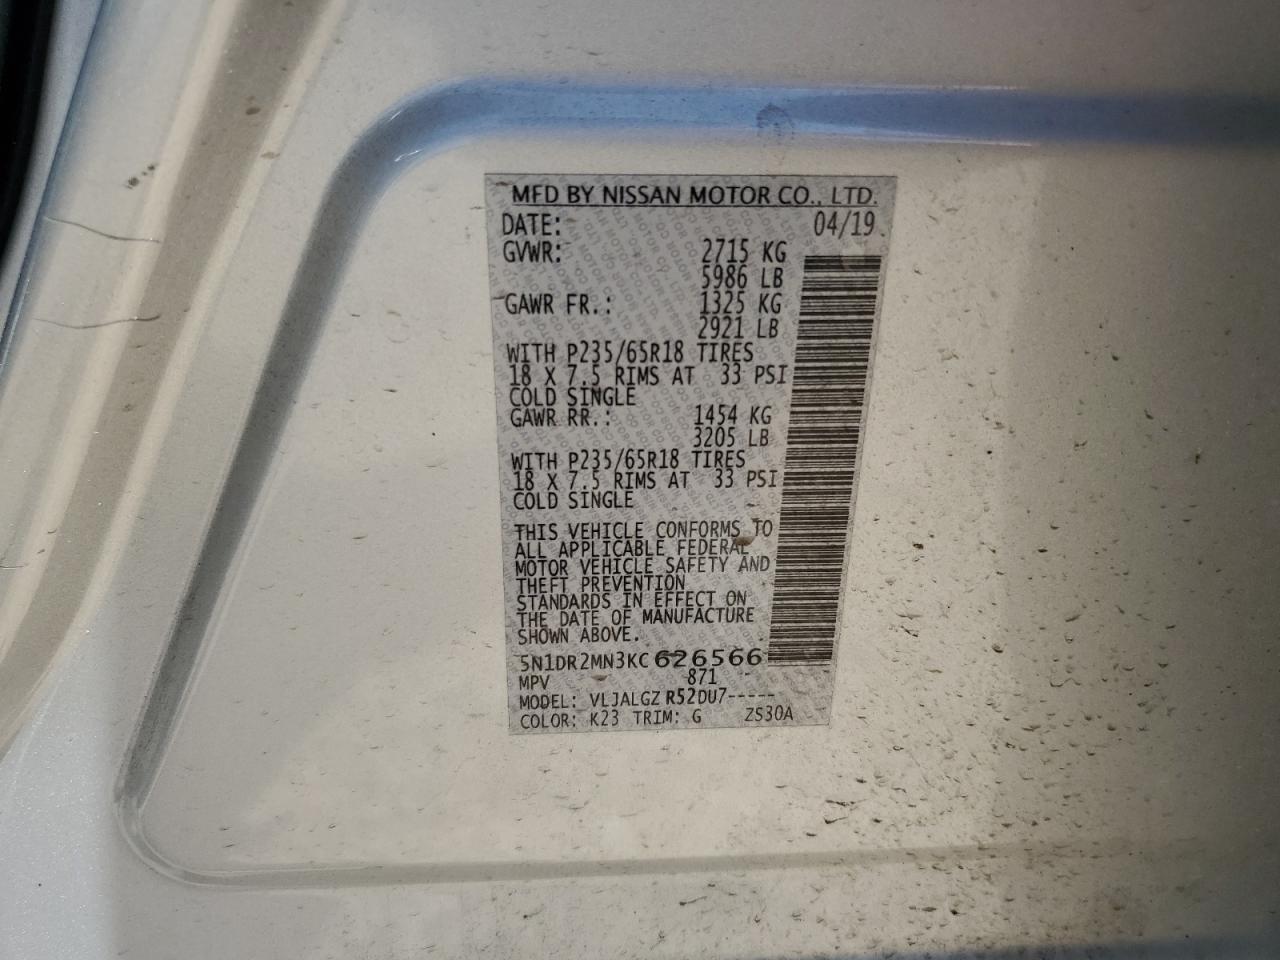 MFD BY NISSAN MOTOR CO., LTD.
DATE: 04/19
GVWR: 2715 KG
5986 LB
GAWR FR.: 1325 KG
2921 LB
WITH P235/65R18 TIRES
18 X 7.5 RIMS AT 33 PSI
COLD SINGLE
GAWR RR.: 1454 KG
3205 LB
WITH P235/65R18 TIRES
18 X 7.5 RIMS AT 33 PSI
COLD SINGLE
THIS VEHICLE CONFORMS TO
ALL APPLICABLE FEDERAL
MOTOR VEHICLE SAFETY AND
THEFT PREVENTION
STANDARDS IN EFFECT ON
THE DATE OF MANUFACTURE
SHOWN ABOVE.
5N1DR2MN3KC626566
MPV 871
MODEL: VLJALGZ R52DU7-----
COLOR: K23 TRIM: G ZS30A